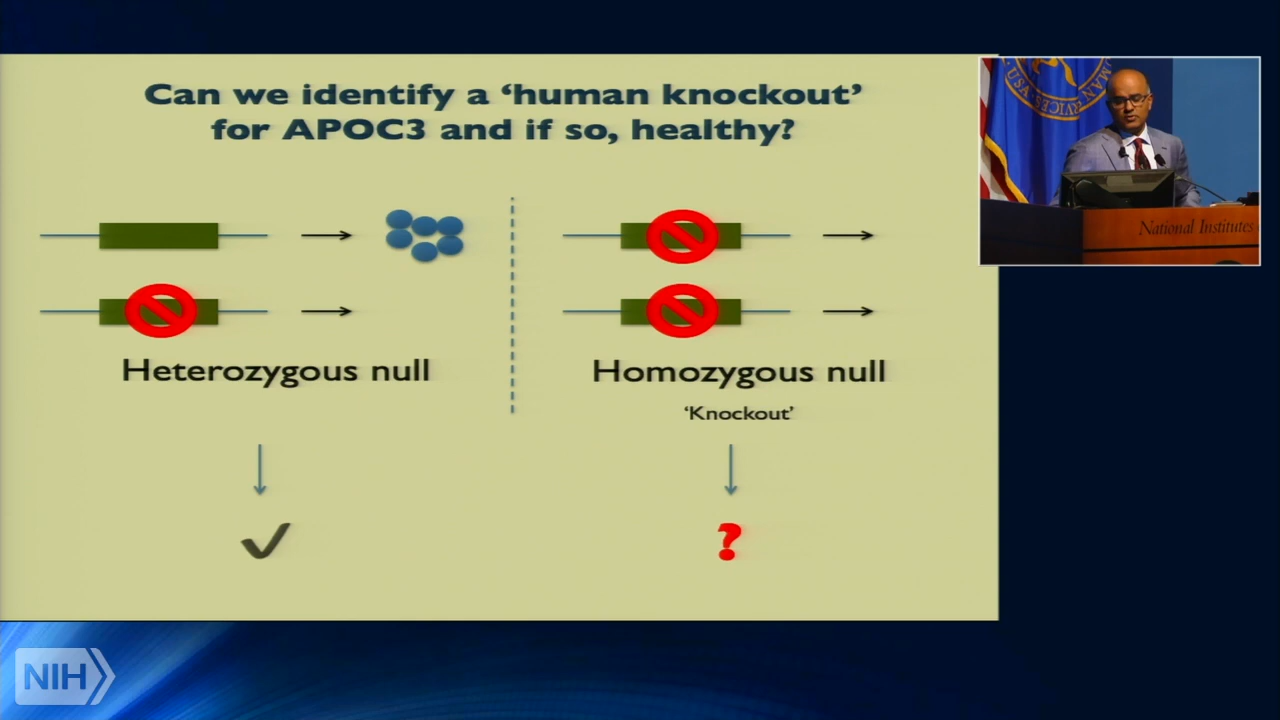 Can we identify a ‘human knockout’
for APOC3 and if so, healthy?
Heterozygous null
Homozygous null
‘Knockout’
?
National Institutes
NIH